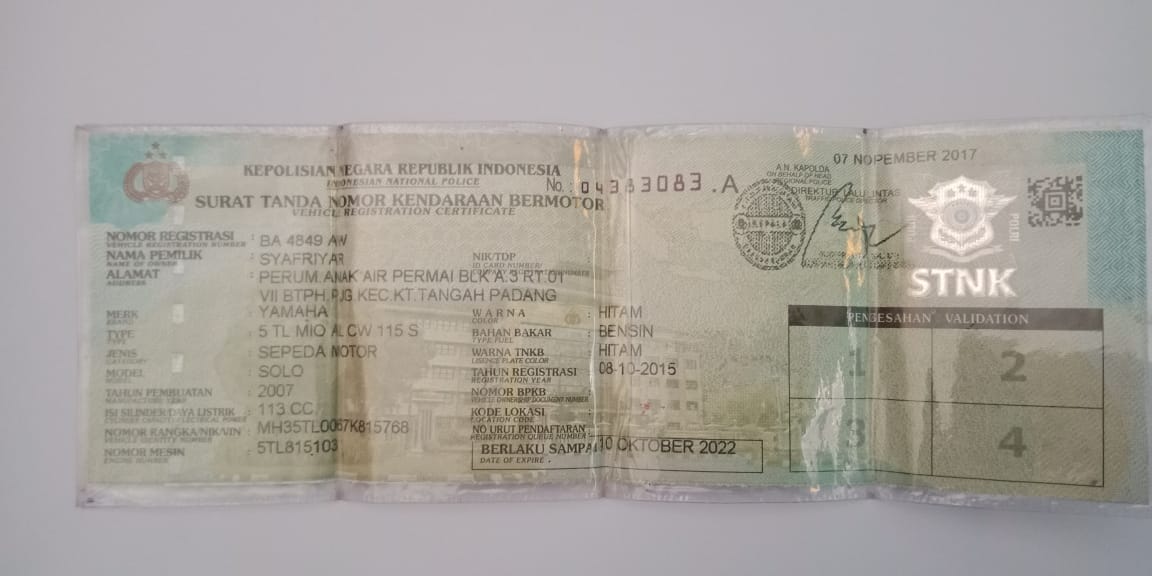 KEPOLISIAN NEGARA REPUBLIK INDONESIA
INDONESIAN NATIONAL POLICE
No. : 04383083 .A
SURAT TANDA NOMOR KENDARAAN BERMOTOR
VEHICLE REGISTRATION CERTIFICATE
NOMOR REGISTRASI : BA 4849 AW
VEHICLE REGISTRATION NUMBER
NAMA PEMILIK : SYAFRIYAR
NAME OF OWNER
NIK/TDP
ID CARD NUMBER/
ALAMAT : PERUM.ANAK AIR PERMAI BLK A.3 RT.01
ADDRESS
VII BTPH.PJG KEC.KT.TANGAH PADANG
MERK : YAMAHA
BRAND
TYPE : 5 TL MIO AL CW 115 S
TYPE
JENIS : SEPEDA MOTOR
CATEGORY
MODEL : SOLO
MODEL
TAHUN PEMBUATAN : 2007
MANUFACTURE YEAR
ISI SILINDER/DAYA LISTRIK : 113 CC
CYLINDER CAPACITY/ELECTRICAL POWER
NOMOR RANGKA/NIK/VIN : MH35TL0067K815768
VEHICLE IDENTITY NUMBER
NOMOR MESIN : 5TL815103
ENGINE NUMBER
WARNA : HITAM
COLOR
BAHAN BAKAR : BENSIN
TYPE FUEL
WARNA TNKB : HITAM
LISENCE PLATE COLOR
TAHUN REGISTRASI : 08-10-2015
REGISTRATION YEAR
NOMOR BPKB :
VEHICLE OWNERSHIP DOCUMENT NUMBER
KODE LOKASI :
LOCATION CODE
NO URUT PENDAFTARAN :
REGISTRATION QUEUE NUMBER
BERLAKU SAMPAI 10 OKTOBER 2022
DATE OF EXPIRE
07 NOPEMBER 2017
A.N. KAPOLDA
ON BEHALF OF HEAD
REGIONAL POLICE
DIREKTUR LALU LINTAS
TRAFFIC POLICE DIRECTOR
POLRI
STNK
PENGESAHAN VALIDATION
1
2
3
4